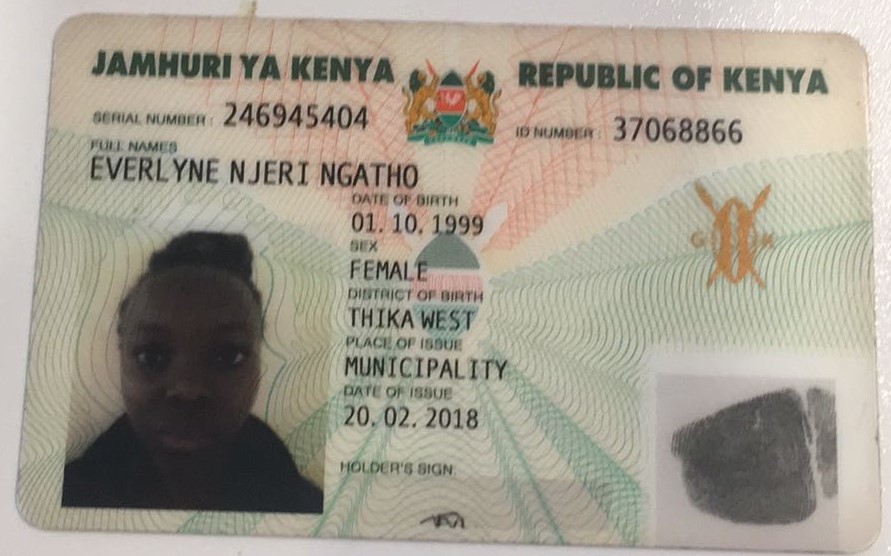 JAMHURI YA KENYA REPUBLIC OF KENYA
SERIAL NUMBER: 246945404 ID NUMBER: 37068866
FULL NAMES
EVERLYNE NJERI NGATHO
DATE OF BIRTH
01. 10. 1999
SEX
FEMALE
DISTRICT OF BIRTH
THIKA WEST
PLACE OF ISSUE
MUNICIPALITY
DATE OF ISSUE
20. 02. 2018
HOLDER'S SIGN.